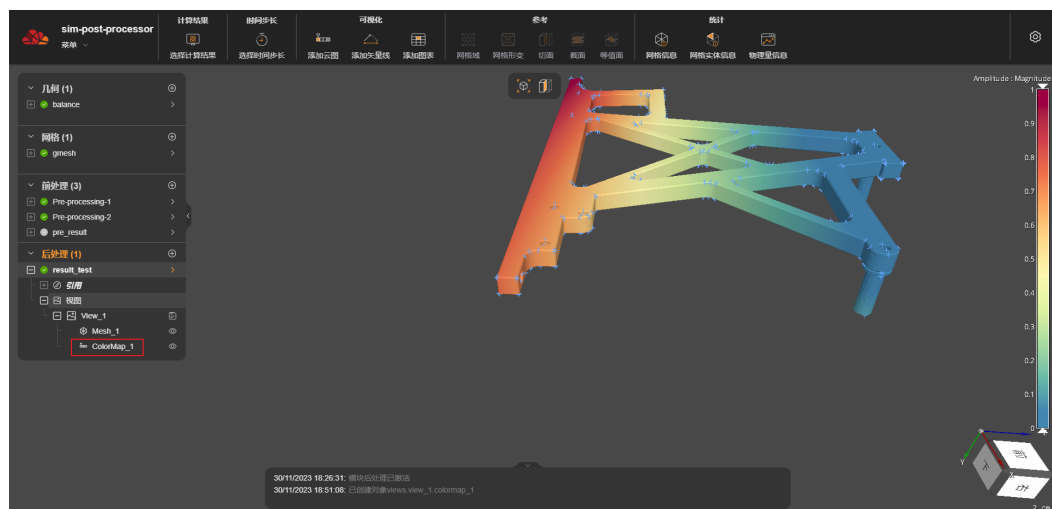 sim-post-processor
菜单
计算结果
选择计算结果
时间步长
选择时间步长
可视化
添加云图 添加矢量线 添加图表
参考
网格域 网格形变 切面 截面 等值面
统计
网格信息 网格实体信息 物理量信息
几何 (1)
balance
网格 (1)
gmesh
前处理 (3)
Pre-processing-1
Pre-processing-2
pre_result
后处理 (1)
result_test
引用
视图
View_1
Mesh_1
ColorMap_1
Amplitude : Magnitude
1
0.9
0.8
0.7
0.6
0.5
0.4
0.3
0.2
0.1
0
Y
X
下
30/11/2023 18:26:31: 模块后处理已激活
30/11/2023 18:51:08: 已创建对象views.view_1.colormap_1